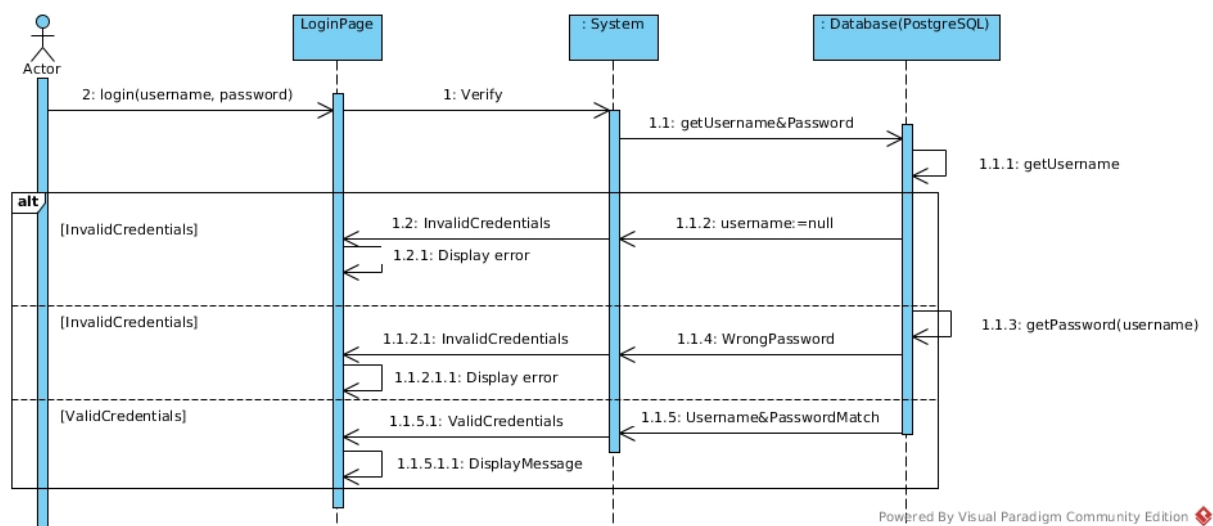 LoginPage
: System
: Database(PostgreSQL)
Actor
2: login(username, password)
1: Verify
1.1: getUsername&Password
1.1.1: getUsername
alt
[InvalidCredentials]
1.2: InvalidCredentials
1.1.2: username:=null
1.2.1: Display error
[InvalidCredentials]
1.1.3: getPassword(username)
1.1.2.1: InvalidCredentials
1.1.4: WrongPassword
1.1.2.1.1: Display error
[ValidCredentials]
1.1.5.1: ValidCredentials
1.1.5: Username&PasswordMatch
1.1.5.1.1: DisplayMessage
Powered By Visual Paradigm Community Edition